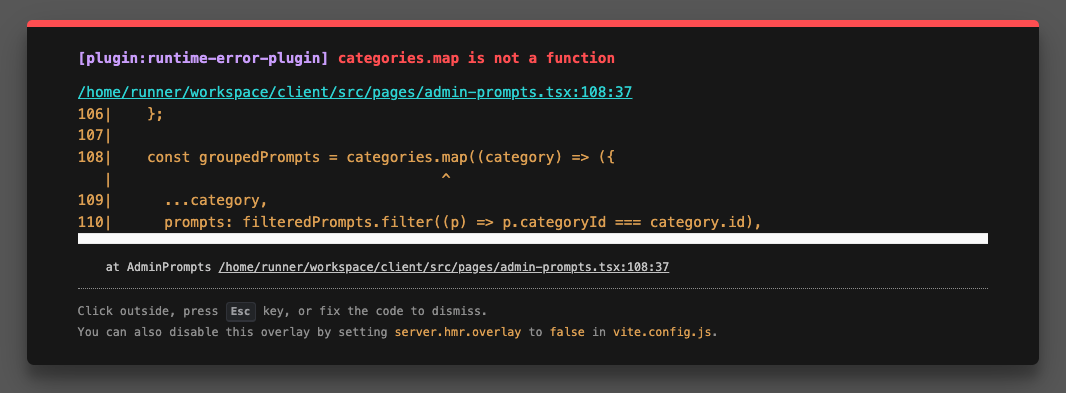 [plugin:runtime-error-plugin] categories.map is not a function
/home/runner/workspace/client/src/pages/admin-prompts.tsx:108:37
106|    };
107|
108|    const groupedPrompts = categories.map((category) => ({
   |                                      ^
109|      ...category,
110|      prompts: filteredPrompts.filter((p) => p.categoryId === category.id),
at AdminPrompts /home/runner/workspace/client/src/pages/admin-prompts.tsx:108:37
Click outside, press Esc key, or fix the code to dismiss.
You can also disable this overlay by setting server.hmr.overlay to false in vite.config.js.